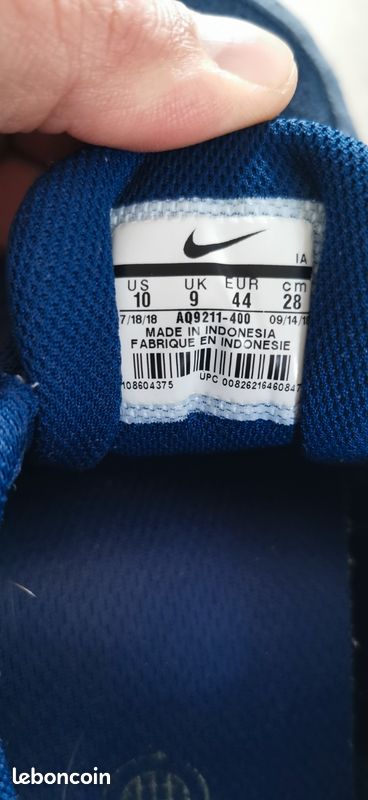 IA
US UK EUR cm
10 9 44 28
7/18/18 AQ9211-400 09/14/18
MADE IN INDONESIA
FABRIQUE EN INDONESIE
108604375 UPC 00826216460847
leboncoin